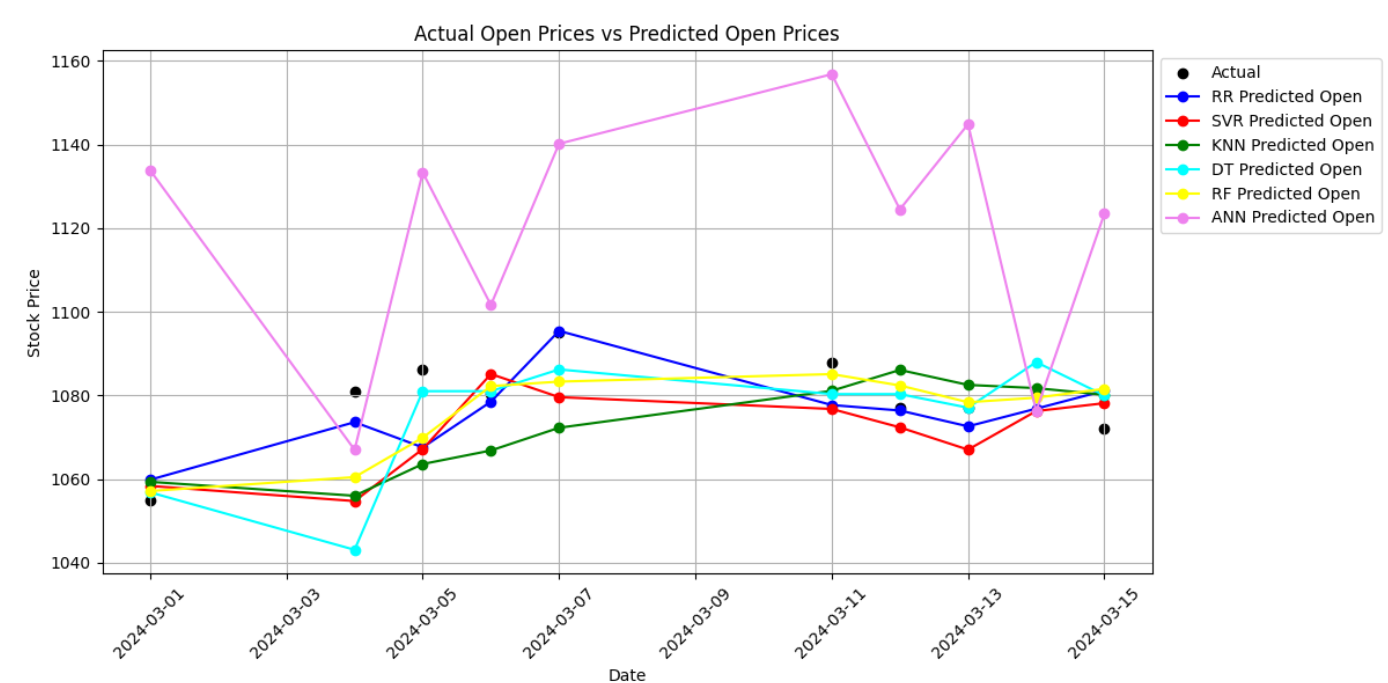 Actual Open Prices vs Predicted Open Prices
1160
1140
1120
1100
1080
1060
1040
Stock Price
2024-03-01
2024-03-03
2024-03-05
2024-03-07
2024-03-09
2024-03-11
2024-03-13
2024-03-15
Date
Actual
RR Predicted Open
SVR Predicted Open
KNN Predicted Open
DT Predicted Open
RF Predicted Open
ANN Predicted Open